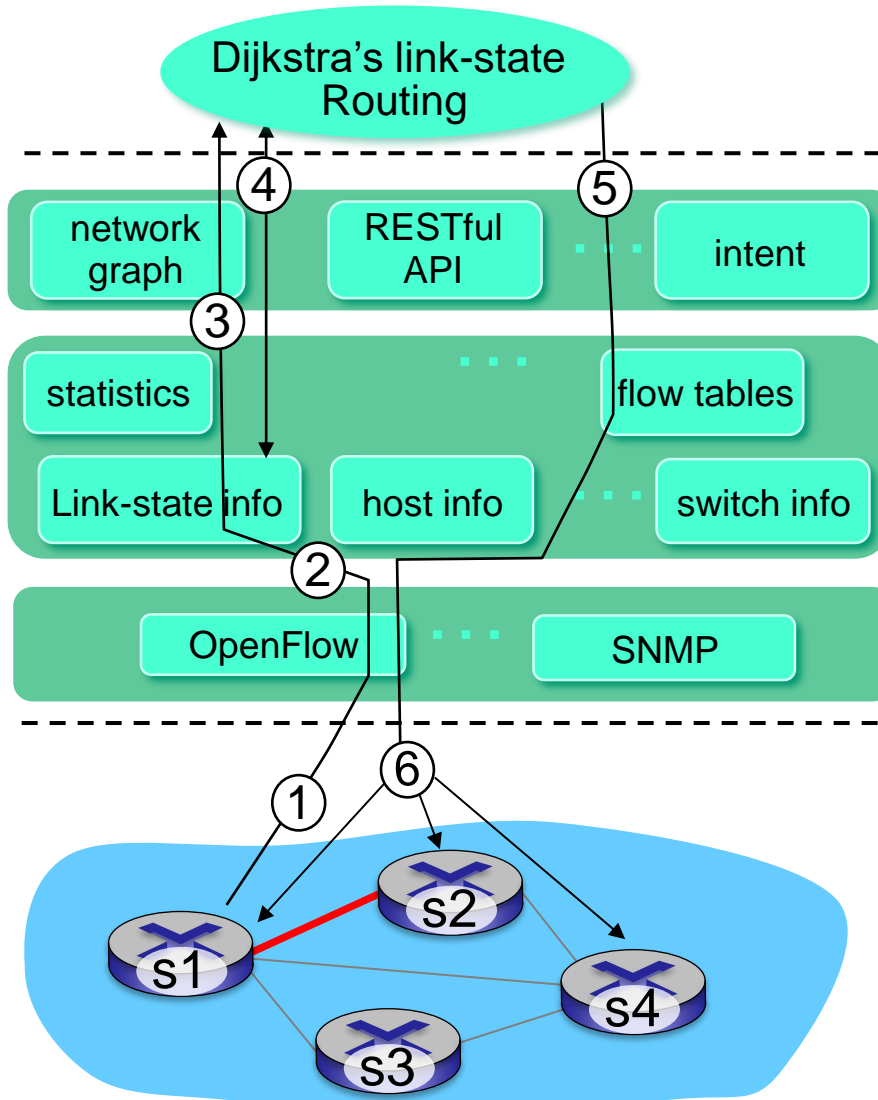 Dijkstra's link-state
Routing
4
5
network
graph
RESTful
API
intent
3
statistics
flow tables
Link-state info
host info
switch info
2
OpenFlow
SNMP
1
6
s2
s1
s4
s3